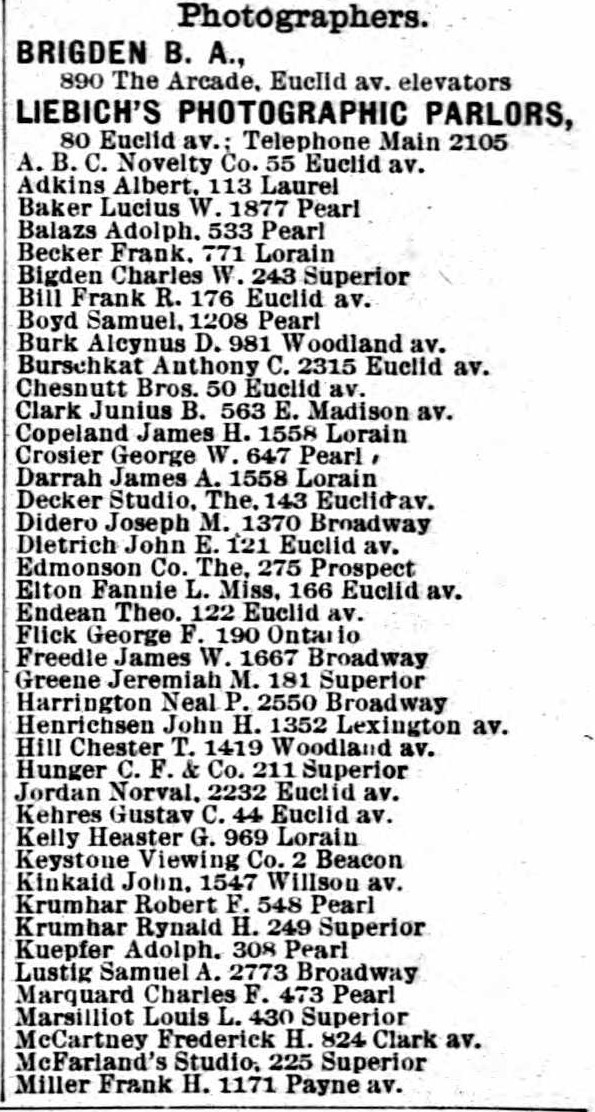 Photographers.
BRIGDEN B. A.,
890 The Arcade, Euclid av. elevators
LIEBICH'S PHOTOGRAPHIC PARLORS,
80 Euclid av.; Telephone Main 2105
A. B. C. Novelty Co. 55 Euclid av.
Adkins Albert, 113 Laurel
Baker Lucius W. 1877 Pearl
Balazs Adolph, 533 Pearl
Becker Frank, 771 Lorain
Bigden Charles W. 243 Superior
Bill Frank R. 176 Euclid av.
Boyd Samuel, 1208 Pearl
Burk Alcynus D. 981 Woodland av.
Burschkat Anthony C. 2315 Euclid av.
Chesnutt Bros. 50 Euclid av.
Clark Junius B. 563 E. Madison av.
Copeland James H. 1558 Lorain
Crosier George W. 647 Pearl
Darrah James A. 1558 Lorain
Decker Studio, The, 143 Euclid av.
Didero Joseph M. 1370 Broadway
Dietrich John E. 121 Euclid av.
Edmonson Co. The, 275 Prospect
Elton Fannie L. Miss, 166 Euclid av.
Endean Theo. 122 Euclid av.
Flick George F. 190 Ontario
Freedle James W. 1667 Broadway
Greene Jeremiah M. 181 Superior
Harrington Neal P. 2550 Broadway
Henrichsen John H. 1352 Lexington av.
Hill Chester T. 1419 Woodland av.
Hunger C. F. & Co. 211 Superior
Jordan Norval, 2232 Euclid av.
Kehres Gustav C. 44 Euclid av.
Kelly Heaster G. 969 Lorain
Keystone Viewing Co. 2 Beacon
Kinkaid John, 1547 Willson av.
Krumhar Robert F. 548 Pearl
Krumhar Rynald H. 249 Superior
Kuepfer Adolph, 308 Pearl
Lustig Samuel A. 2773 Broadway
Marquard Charles F. 473 Pearl
Marsilliot Louis L. 430 Superior
McCartney Frederick H. 824 Clark av.
McFarland's Studio, 225 Superior
Miller Frank H. 1171 Payne av.